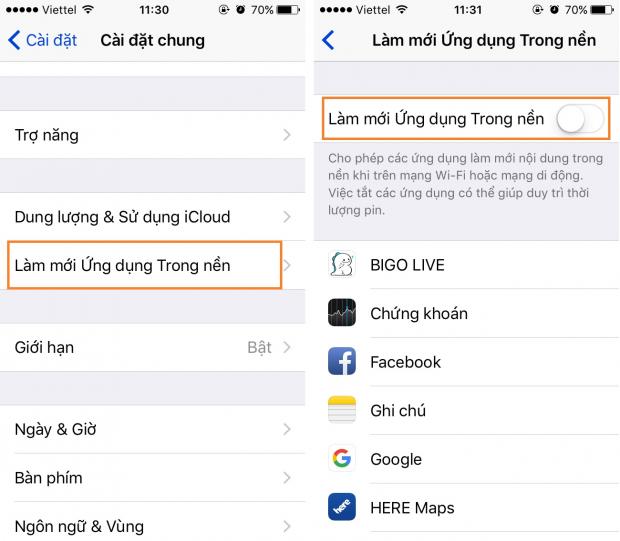 Viettel 11:30 70%
Cài đặt Cài đặt chung
Trợ năng
Dung lượng & Sử dụng iCloud
Làm mới Ứng dụng Trong nền
Giới hạn Bật
Ngày & Giờ
Bàn phím
Ngôn ngữ & Vùng
Viettel 11:31 70%
Làm mới Ứng dụng Trong nền
Làm mới Ứng dụng Trong nền
Cho phép các ứng dụng làm mới nội dung trong
nền khi trên mạng Wi-Fi hoặc mạng di động.
Việc tắt các ứng dụng có thể giúp duy trì thời
lượng pin.
BIGO LIVE
Chứng khoán
Facebook
Ghi chú
Google
HERE Maps